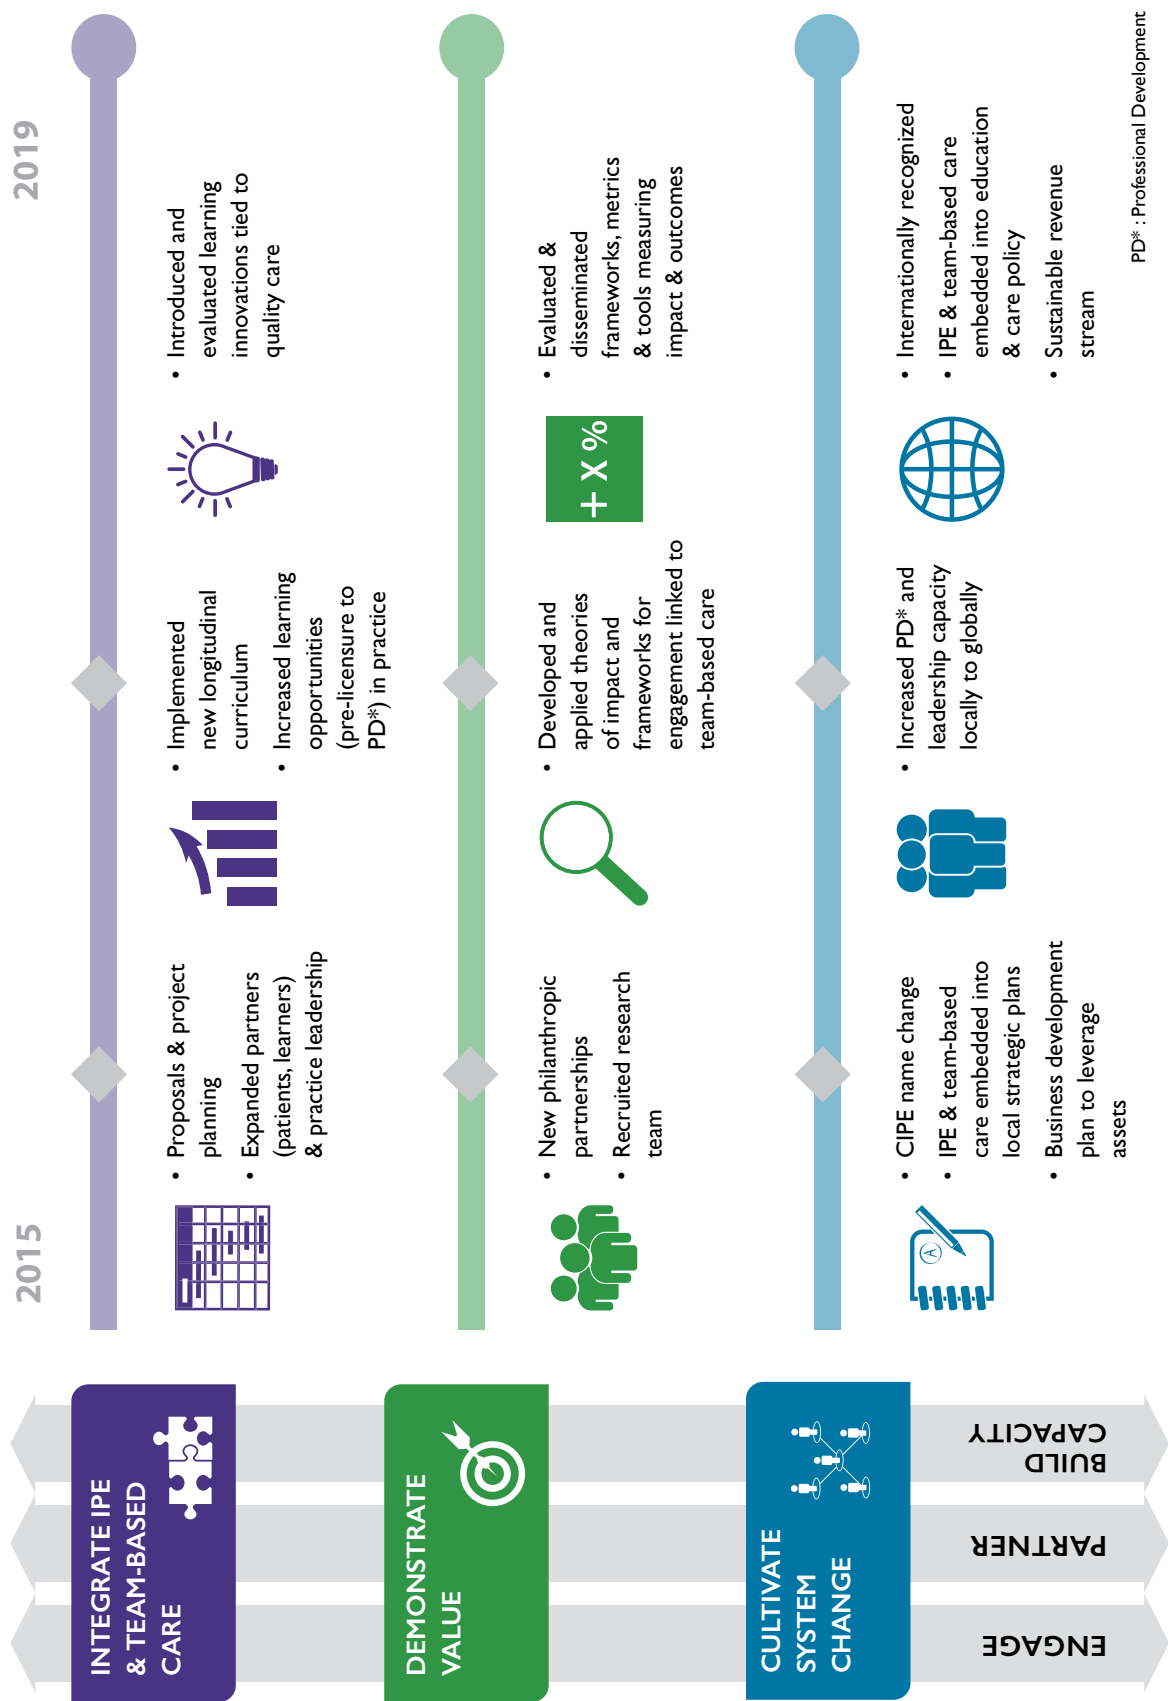 2015
2019
INTEGRATE IPE
& TEAM-BASED
CARE
• Proposals & project
planning
• Expanded partners
(patients, learners)
& practice leadership
• Implemented
new longitudinal
curriculum
• Increased learning
opportunities
(pre-licensure to
PD*) in practice
• Introduced and
evaluated learning
innovations tied to
quality care
DEMONSTRATE
VALUE
• New philanthropic
partnerships
• Recruited research
team
• Developed and
applied theories
of impact and
frameworks for
engagement linked to
team-based care
+ X %
• Evaluated &
disseminated
frameworks, metrics
& tools measuring
impact & outcomes
CULTIVATE
SYSTEM
CHANGE
A
• CIPE name change
• IPE & team-based
care embedded into
local strategic plans
• Business development
plan to leverage
assets
• Increased PD* and
leadership capacity
locally to globally
• Internationally recognized
• IPE & team-based care
embedded into education
& care policy
• Sustainable revenue
stream
ENGAGE
PARTNER
BUILD
CAPACITY
PD* : Professional Development